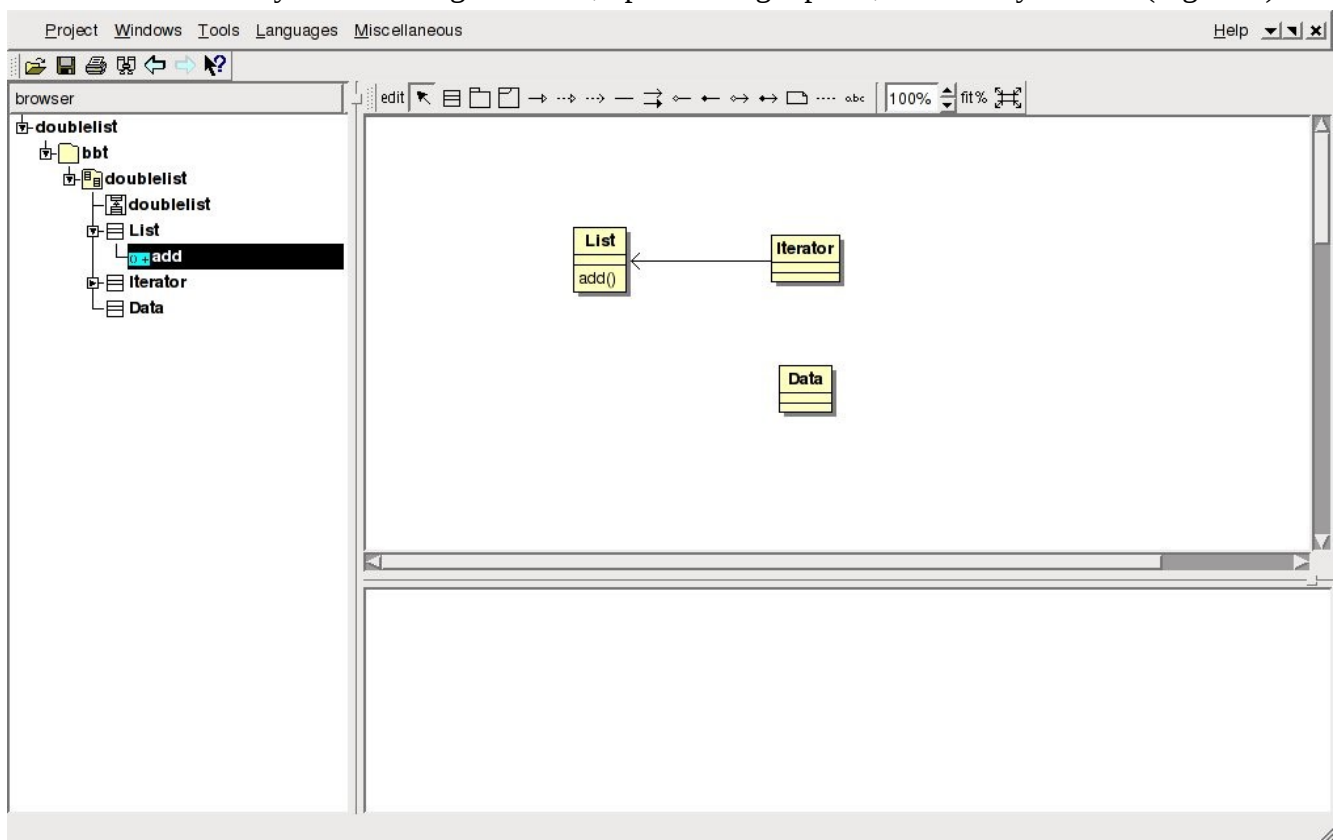 Project Windows Tools Languages Miscellaneous Help
browser
edit abc 100% fit%
doublelist
bbt
doublelist
doublelist
List
() + add
Iterator
Data
List
add()
Iterator
Data